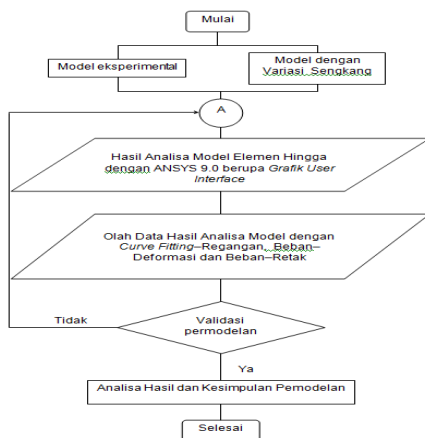 Mulai
Model eksperimental
Model dengan
Variasi Sengkang
A
Hasil Analisa Model Elemen Hingga
dengan ANSYS 9.0 berupa Grafik User
Interface
Olah Data Hasil Analisa Model dengan
Curve Fitting–Regangan, Beban–
Deformasi dan Beban–Retak
Tidak
Validasi
permodelan
Ya
Analisa Hasil dan Kesimpulan Pemodelan
Selesai